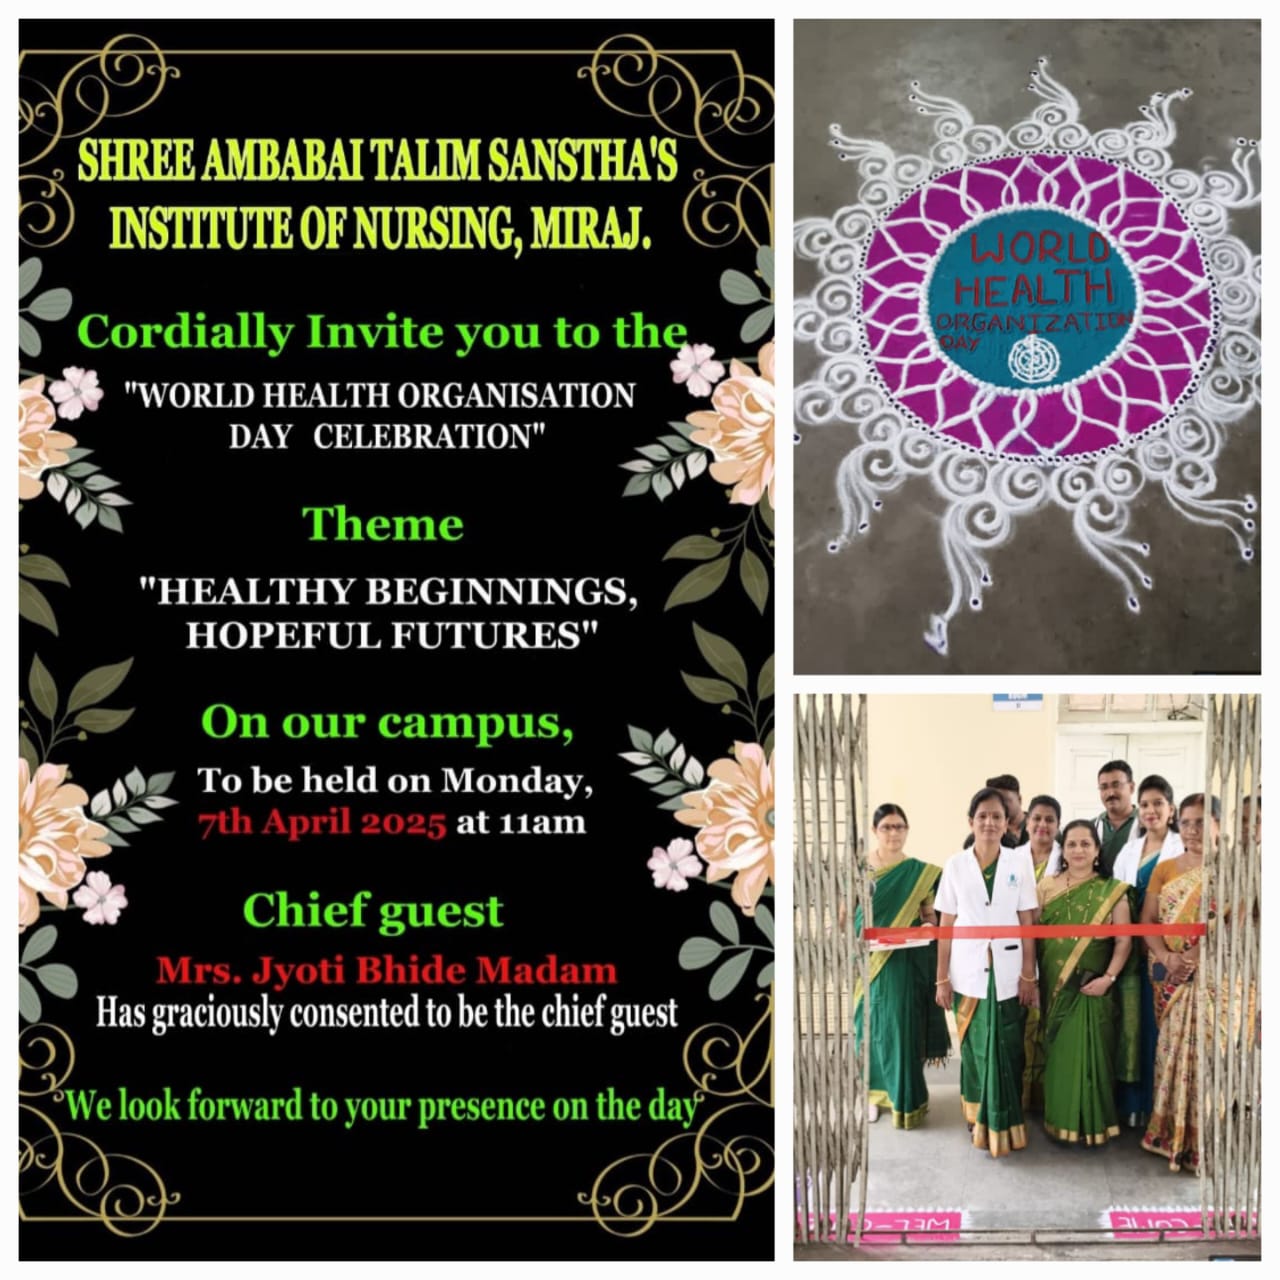 SHREE AMBABAI TALIM SANSTHA'S
INSTITUTE OF NURSING, MIRAJ.
Cordially Invite you to the
"WORLD HEALTH ORGANISATION
DAY CELEBRATION"
Theme
"HEALTHY BEGINNINGS,
HOPEFUL FUTURES"
On our campus,
To be held on Monday,
7th April 2025 at 11am
Chief guest
Mrs. Jyoti Bhide Madam
Has graciously consented to be the chief guest
We look forward to your presence on the day
WORLD
HEALTH
ORGANIZATION
DAY